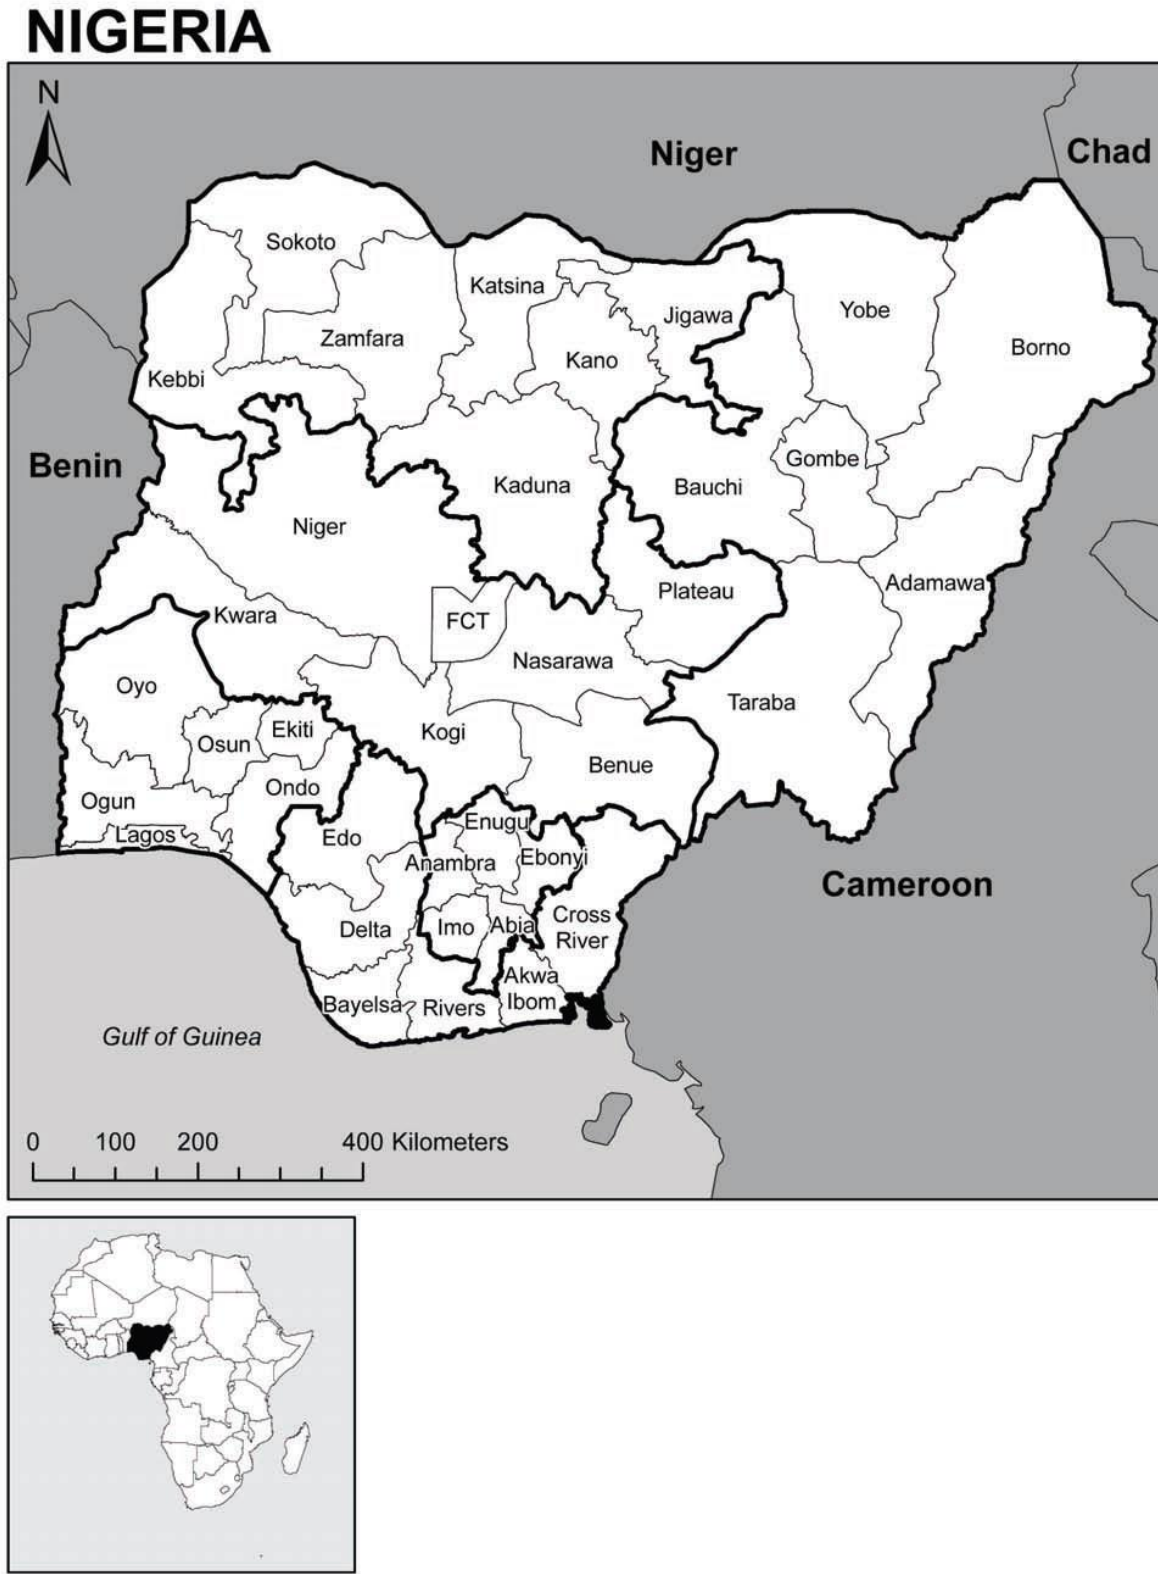 NIGERIA
N
Niger
Chad
Sokoto
Katsina
Jigawa
Yobe
Zamfara
Borno
Kano
Kebbi
Benin
Gombe
Kaduna
Bauchi
Niger
Adamawa
Plateau
Kwara
FCT
Nasarawa
Oyo
Taraba
Ekiti
Kogi
Osun
Benue
Ondo
Ogun
Enugu
Lagos
Edo
Ebonyi
Anambra
Cameroon
Cross
River
Imo
Abia
Delta
Akwa
Ibom
Bayelsa
Rivers
Gulf of Guinea
0 100 200 400 Kilometers